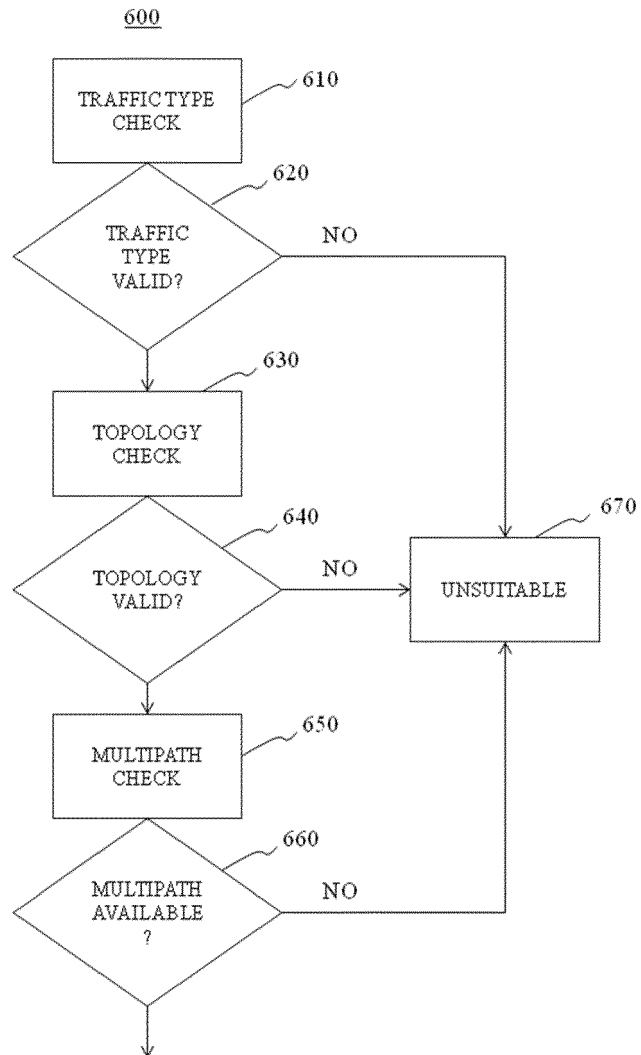 600
610
TRAFFIC TYPE
CHECK
620
TRAFFIC
TYPE
VALID?
NO
630
TOPOLOGY
CHECK
640
TOPOLOGY
VALID?
NO
670
UNSUITABLE
650
MULTIPATH
CHECK
660
MULTIPATH
AVAILABLE
?
NO